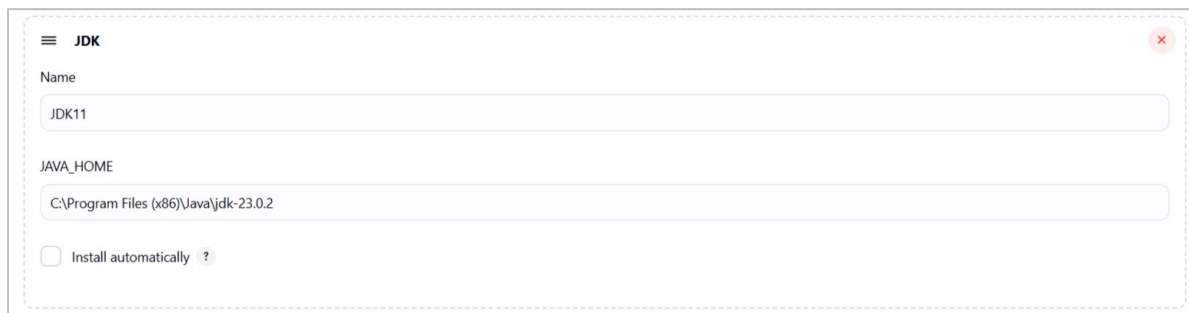 JDK
Name
JDK11
JAVA_HOME
C:\Program Files (x86)\Java\jdk-23.0.2
Install automatically ?